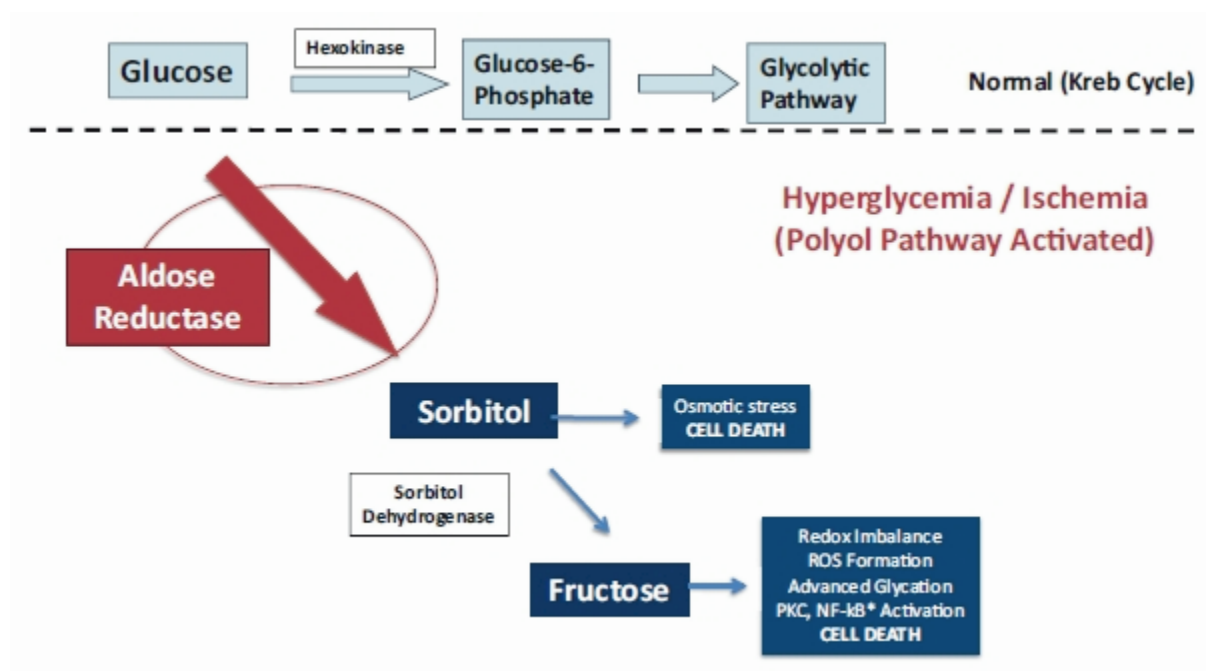 Glucose
Hexokinase
Glucose-6-
Phosphate
Glycolytic
Pathway
Normal (Kreb Cycle)
Hyperglycemia / Ischemia
(Polyol Pathway Activated)
Aldose
Reductase
Sorbitol
Osmotic stress
CELL DEATH
Sorbitol
Dehydrogenase
Fructose
Redox Imbalance
ROS Formation
Advanced Glycation
PKC, NF-kB* Activation
CELL DEATH